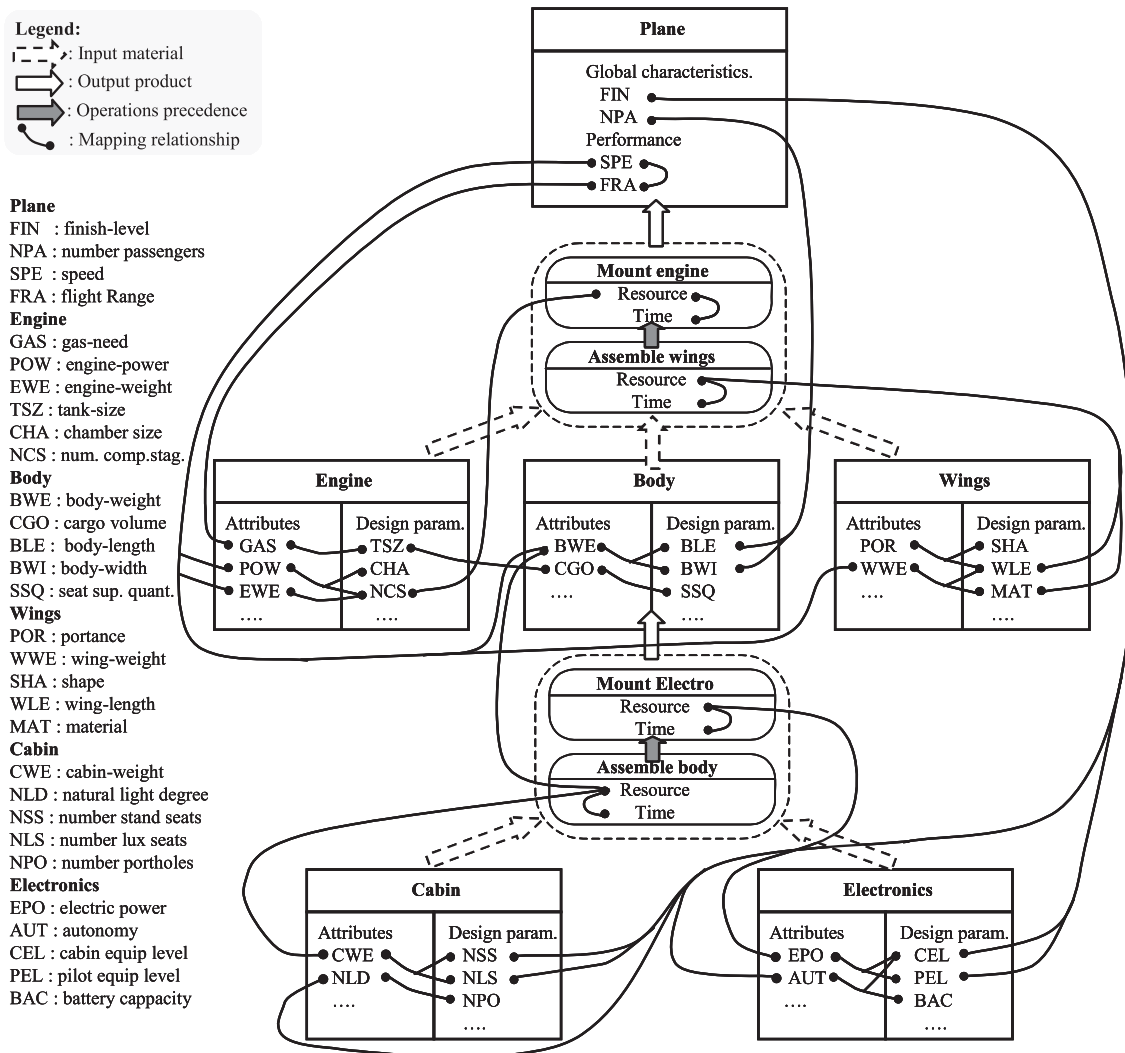 Legend:
: Input material
: Output product
: Operations precedence
: Mapping relationship
Plane
FIN : finish-level
NPA : number passengers
SPE : speed
FRA : flight Range
Engine
GAS : gas-need
POW : engine-power
EWE : engine-weight
TSZ : tank-size
CHA : chamber size
NCS : num. comp.stag.
Body
BWE : body-weight
CGO : cargo volume
BLE : body-length
BWI : body-width
SSQ : seat sup. quant.
Wings
POR : portance
WWE : wing-weight
SHA : shape
WLE : wing-length
MAT : material
Cabin
CWE : cabin-weight
NLD : natural light degree
NSS : number stand seats
NLS : number lux seats
NPO : number portholes
Electronics
EPO : electric power
AUT : autonomy
CEL : cabin equip level
PEL : pilot equip level
BAC : battery cappacity
Plane
Global characteristics.
FIN
NPA
Performance
SPE
FRA
Mount engine
Resource
Time
Assemble wings
Resource
Time
Engine
Attributes Design param.
GAS TSZ
POW CHA
EWE NCS
.... ....
Body
Attributes Design param.
BWE BLE
CGO BWI
.... SSQ
....
Wings
Attributes Design param.
POR SHA
WWE WLE
.... MAT
....
Mount Electro
Resource
Time
Assemble body
Resource
Time
Cabin
Attributes Design param.
CWE NSS
NLD NLS
.... NPO
....
Electronics
Attributes Design param.
EPO CEL
AUT PEL
.... BAC
....